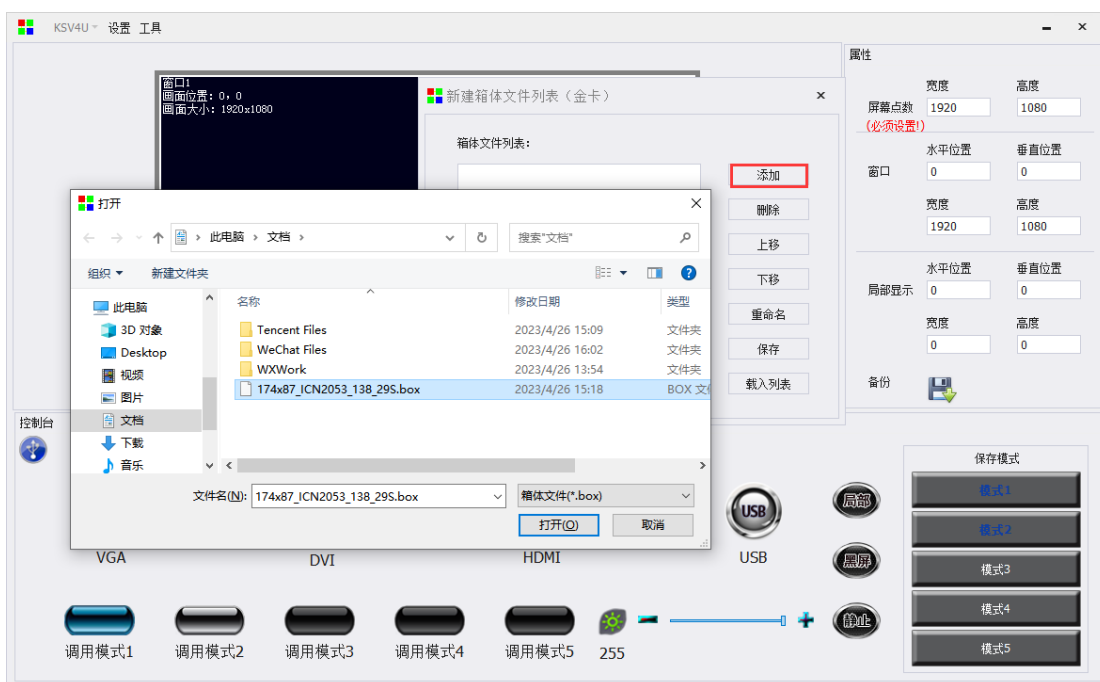 KSV4U 设置 工具
属性
窗口1
画面位置: 0, 0
画面大小: 1920x1080
新建箱体文件列表（金卡）
箱体文件列表:
添加
删除
上移
下移
重命名
保存
载入列表
宽度 高度
屏幕点数 1920 1080
(必须设置!)
水平位置 垂直位置
窗口 0 0
宽度 高度
1920 1080
水平位置 垂直位置
局部显示 0 0
宽度 高度
0 0
备份
打开
此电脑 › 文档 ›
搜索"文档"
组织 新建文件夹
此电脑
3D 对象
Desktop
视频
图片
文档
下载
音乐
名称 修改日期 类型
Tencent Files 2023/4/26 15:09 文件夹
WeChat Files 2023/4/26 16:02 文件夹
WXWork 2023/4/26 13:54 文件夹
174x87_ICN2053_138_29S.box 2023/4/26 15:18 BOX 文
文件名(N): 174x87_ICN2053_138_29S.box 箱体文件(*.box)
打开(O) 取消
控制台
VGA DVI HDMI USB
USB
局部
黑屏
静止
调用模式1 调用模式2 调用模式3 调用模式4 调用模式5 255
保存模式
模式1
模式2
模式3
模式4
模式5